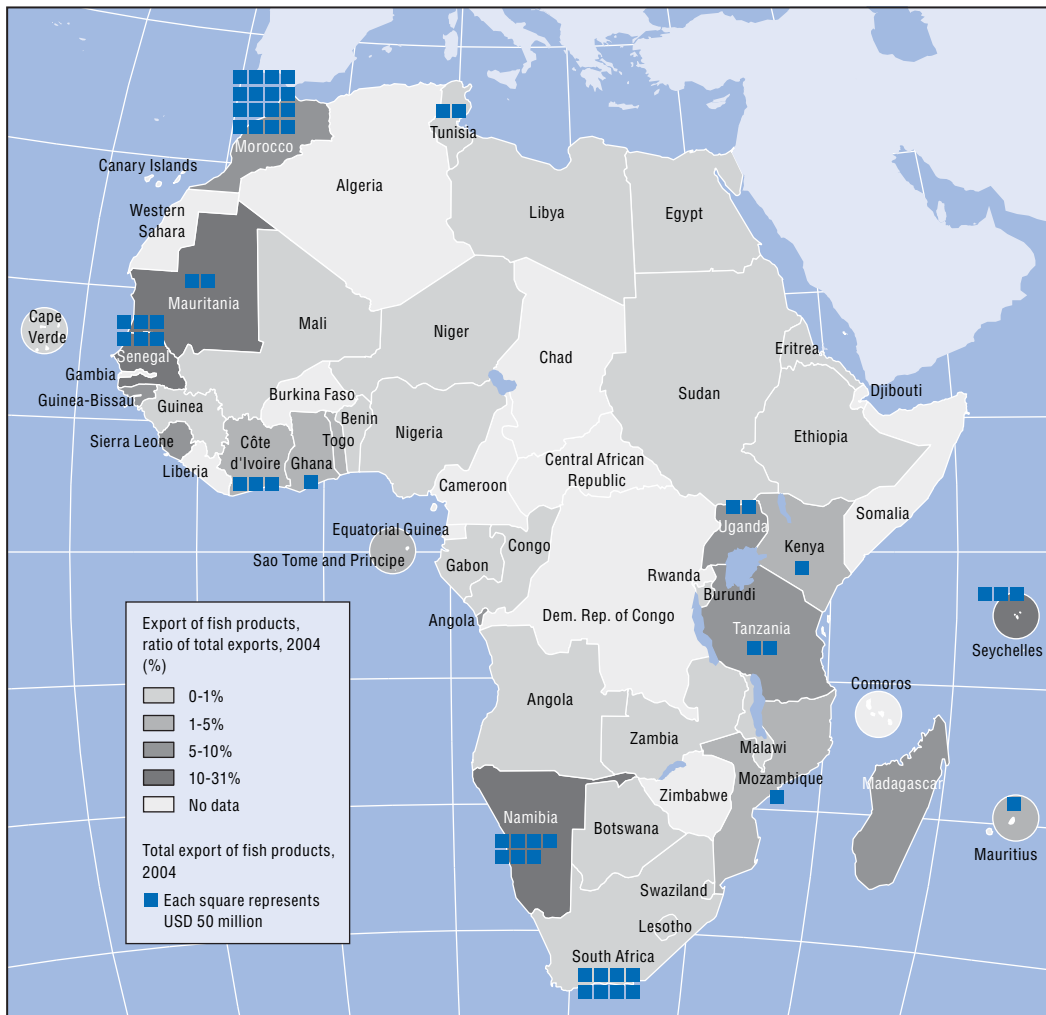 Morocco
Tunisia
Canary Islands
Algeria
Western
Sahara
Libya
Egypt
Mauritania
Cape
Verde
Mali
Niger
Chad
Eritrea
Senegal
Gambia
Sudan
Djibouti
Guinea-Bissau
Burkina Faso
Guinea
Benin
Nigeria
Ethiopia
Sierra Leone
Côte
d'Ivoire
Togo
Ghana
Liberia
Central African
Republic
Cameroon
Somalia
Equatorial Guinea
Uganda
Kenya
Congo
Sao Tome and Principe
Gabon
Rwanda
Burundi
Dem. Rep. of Congo
Angola
Tanzania
Seychelles
Comoros
Angola
Zambia
Malawi
Mozambique
Madagascar
Zimbabwe
Namibia
Botswana
Mauritius
Swaziland
Lesotho
South Africa
Export of fish products,
ratio of total exports, 2004
(%)
0-1%
1-5%
5-10%
10-31%
No data
Total export of fish products,
2004
Each square represents
USD 50 million